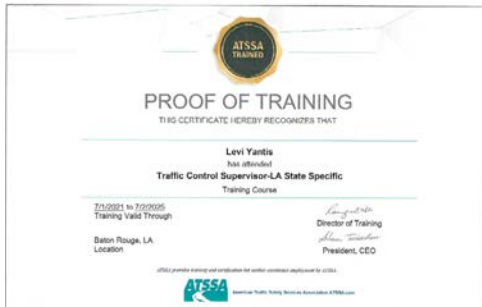 ATSSA
TRAINED
PROOF OF TRAINING
THIS CERTIFICATE HEREBY RECOGNIZES THAT
Levi Yantis
has attended
Traffic Control Supervisor-LA State Specific
Training Course
7/1/2021 to 7/2/2025
Training Valid Through
Director of Training
Baton Rouge, LA
Location
President, CEO
ATSSA provides training and certification but neither constitutes employment by ATSSA.
ATSSA
American Traffic Safety Services Association ATSSA.com